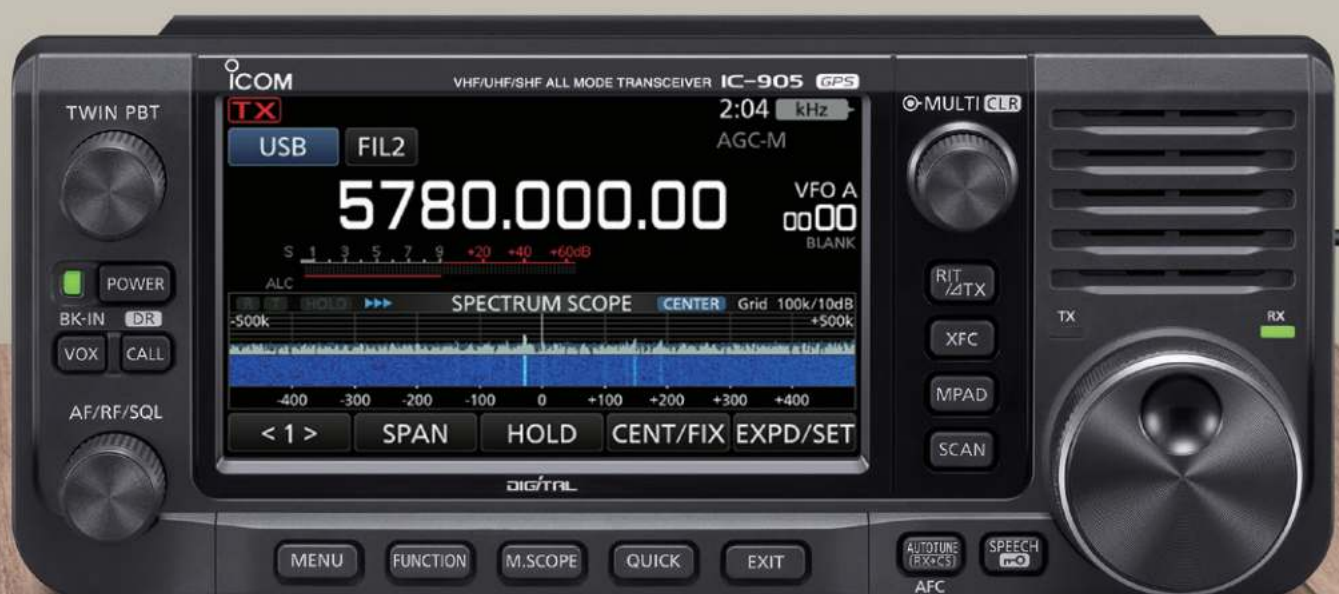 ICOM
VHF/UHF/SHF ALL MODE TRANSCEIVER IC-905 GPS
TWIN PBT
TX
2:04 kHz
MULTI CLR
USB FIL2
AGC-M
5780.000.00
VFO A
0000
BLANK
S 1 3 5 7 9 +20 +40 +60dB
ALC
POWER
BK-IN DR
VOX CALL
AF/RF/SQL
R T HOLD SPECTRUM SCOPE CENTER Grid 100k/10dB
-500k +500k
-400 -300 -200 -100 0 +100 +200 +300 +400
< 1 > SPAN HOLD CENT/FIX EXPD/SET
DIGITAL
RIT
/⊿TX
TX RX
XFC
MPAD
SCAN
MENU FUNCTION M.SCOPE QUICK EXIT
AUTOTUNE
(RX→CS)
SPEECH
AFC